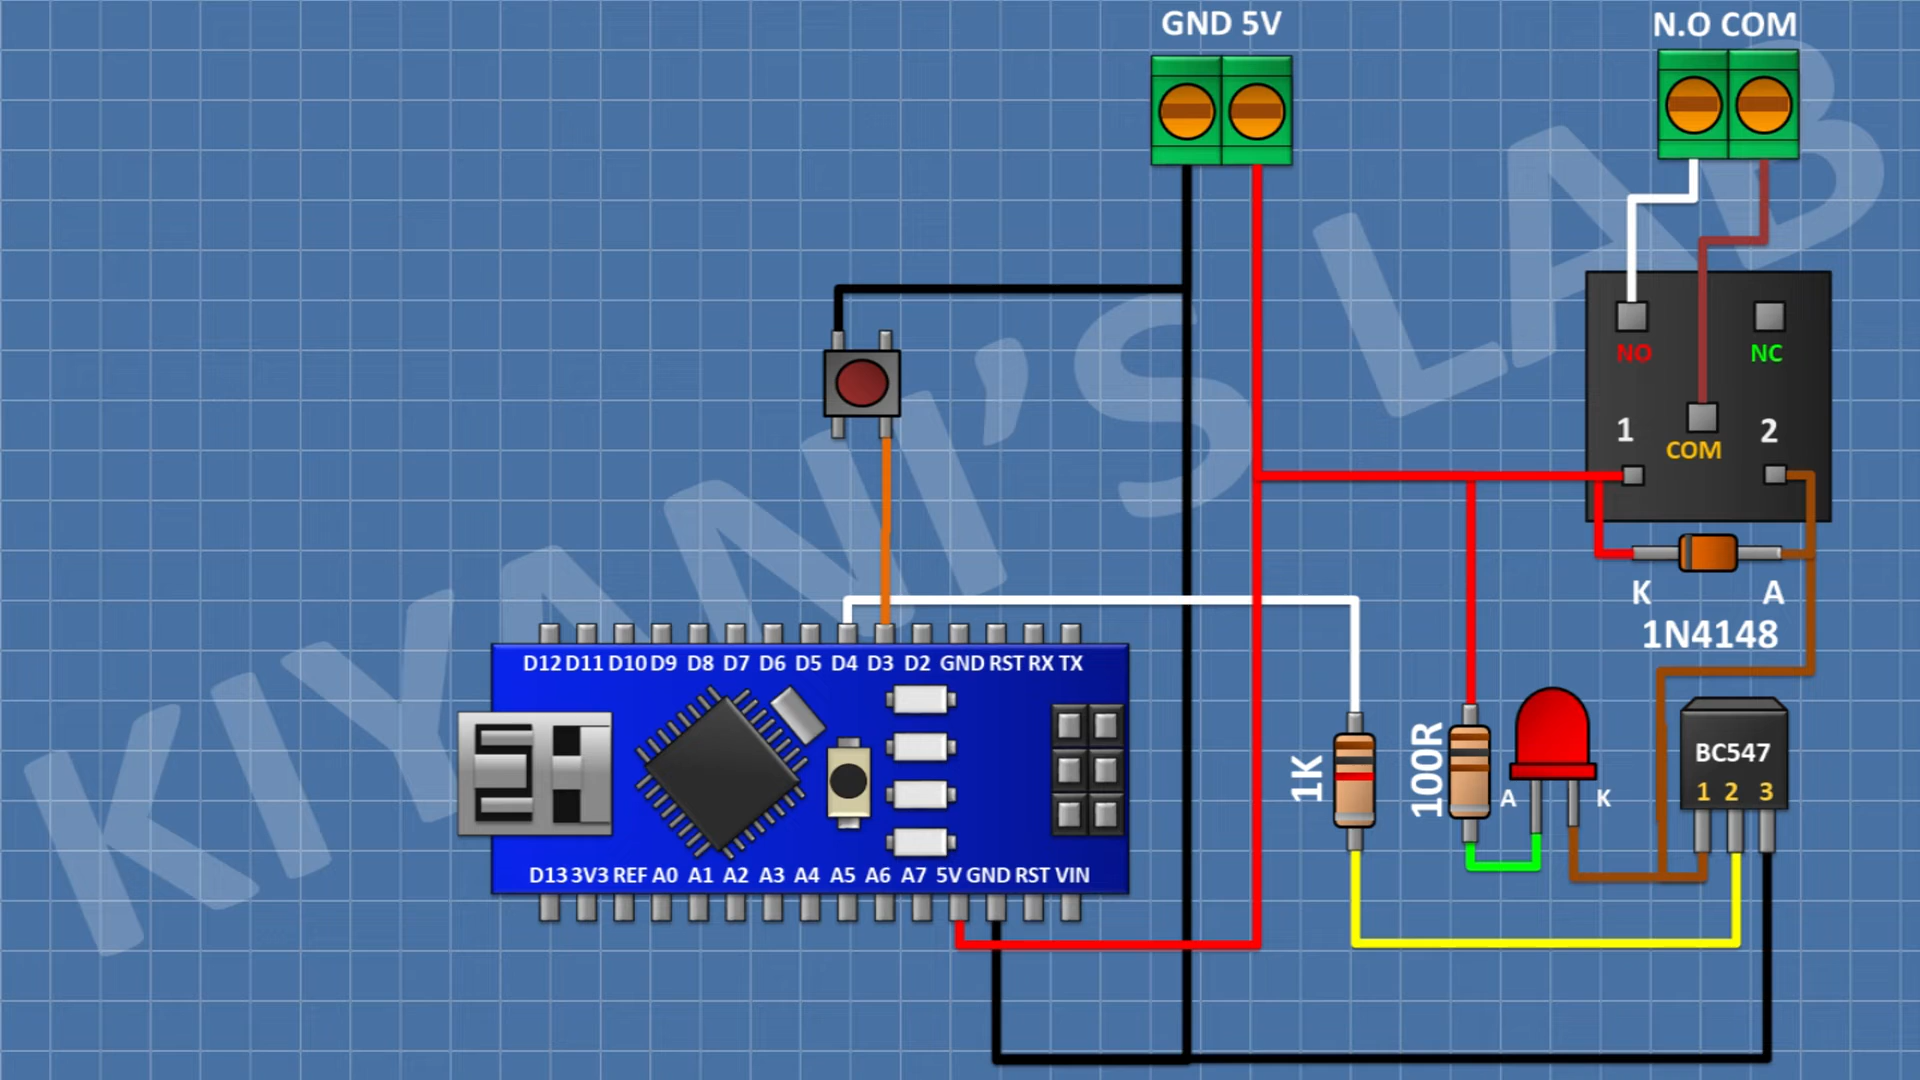 GND 5V
N.O COM
KIYANI'S LAB
NO
NC
1
COM
2
K
A
1N4148
D12 D11 D10 D9 D8 D7 D6 D5 D4 D3 D2 GND RST RX TX
1K
100R
A
K
BC547
1 2 3
D13 3V3 REF A0 A1 A2 A3 A4 A5 A6 A7 5V GND RST VIN